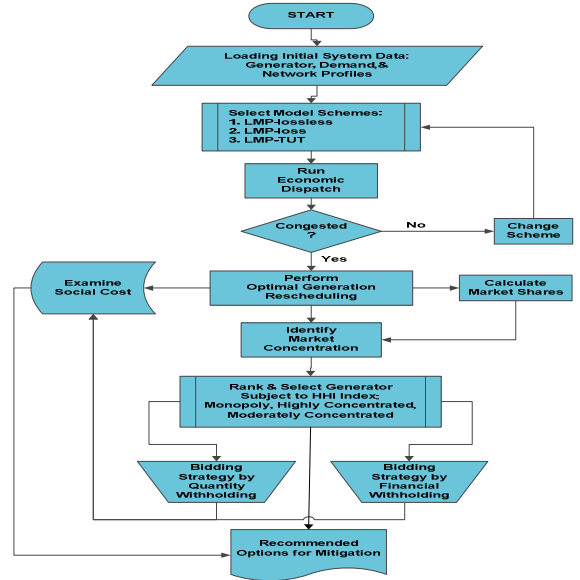 START
Loading Initial System Data:
Generator, Demand,&
Network Profiles
Select Model Schemes:
1. LMP-lossless
2. LMP-loss
3. LMP-TUT
Run
Economic
Dispatch
Congested
?
No
Change
Scheme
Yes
Examine
Social Cost
Perform
Optimal Generation
Rescheduling
Calculate
Market Shares
Identify
Market
Concentration
Rank & Select Generator
Subject to HHI Index:
Monopoly, Highly Concentrated,
Moderately Concentrated
Bidding
Strategy by
Quantity
Withholding
Bidding
Strategy by
Financial
Withholding
Recommended
Options for Mitigation